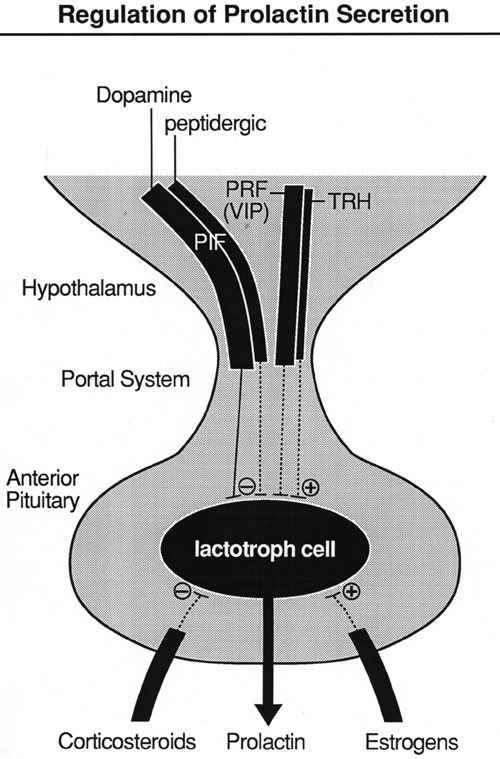 Regulation of Prolactin Secretion
Dopamine
peptidergic
PRF
(VIP)
TRH
PIF
Hypothalamus
Portal System
Anterior
Pituitary
⊖
⊕
lactotroph cell
⊖
⊕
Corticosteroids
Prolactin
Estrogens